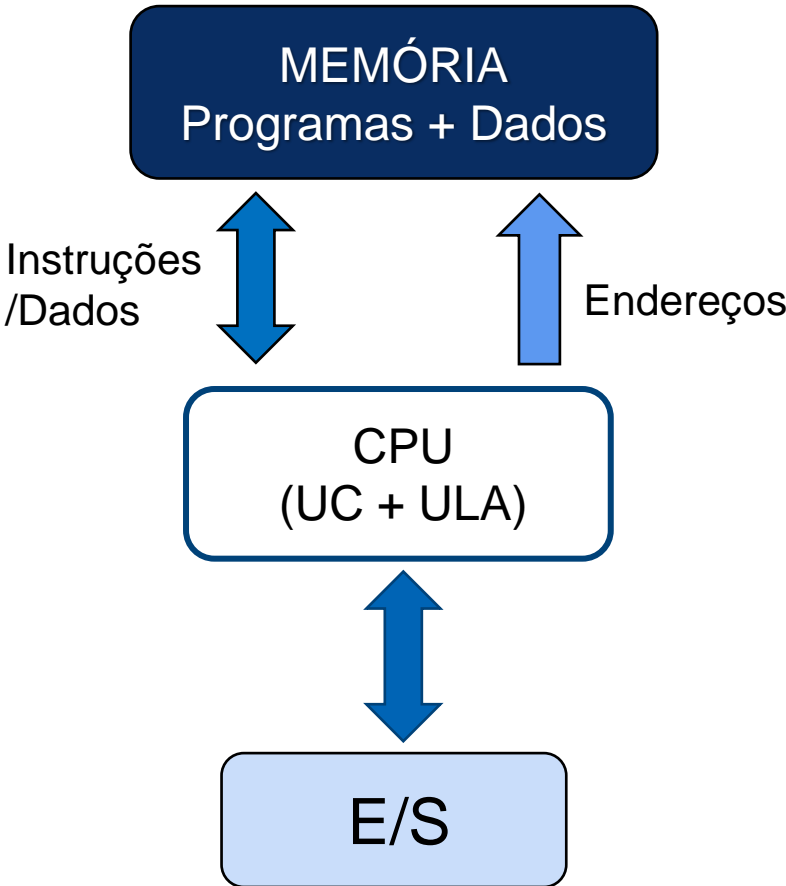 MEMÓRIA
Programas + Dados
Instruções
/Dados
Endereços
CPU
(UC + ULA)
E/S